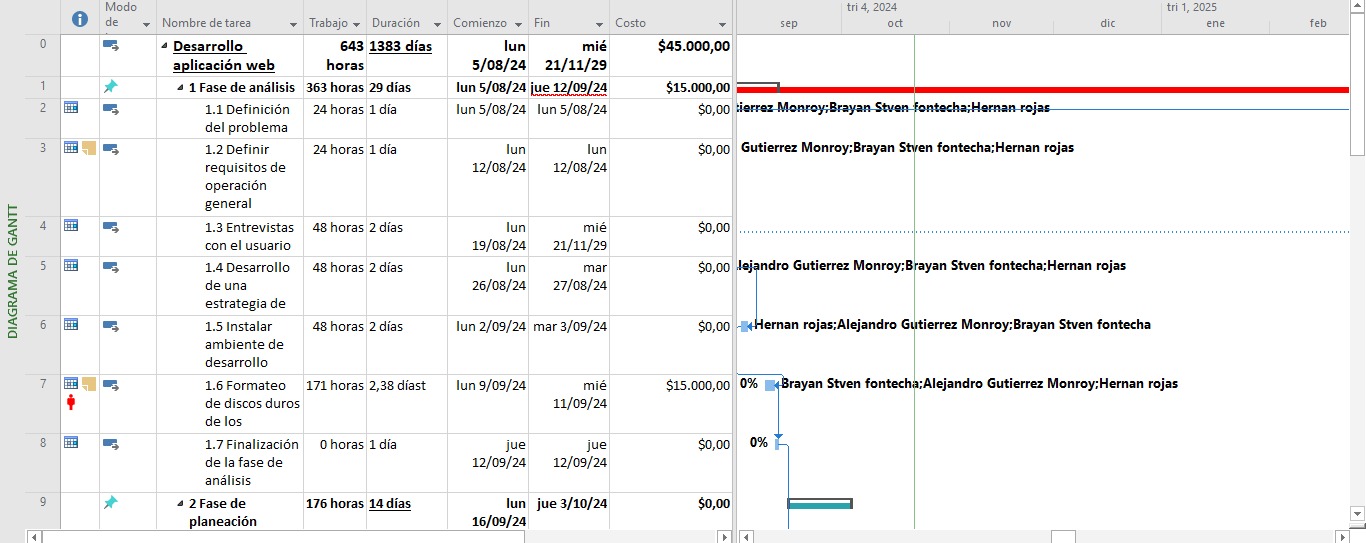 DIAGRAMA DE GANTT
Modo de
Nombre de tarea
Trabajo
Duración
Comienzo
Fin
Costo
tri 4, 2024
tri 1, 2025
sep
oct
nov
dic
ene
feb
0
Desarrollo
aplicación web
643
horas
1383 días
lun
5/08/24
mié
21/11/29
$45.000,00
1
1 Fase de análisis
363 horas
29 días
lun 5/08/24
jue 12/09/24
$15.000,00
2
1.1 Definición
del problema
24 horas
1 día
lun 5/08/24
lun 5/08/24
$0,00
tierrez Monroy;Brayan Stven fontecha;Hernan rojas
3
1.2 Definir
requisitos de
operación
general
24 horas
1 día
lun
12/08/24
lun
12/08/24
$0,00
Gutierrez Monroy;Brayan Stven fontecha;Hernan rojas
4
1.3 Entrevistas
con el usuario
48 horas
2 días
lun
19/08/24
mié
21/11/29
$0,00
5
1.4 Desarrollo
de una
estrategia de
48 horas
2 días
lun
26/08/24
mar
27/08/24
$0,00
lejandro Gutierrez Monroy;Brayan Stven fontecha;Hernan rojas
6
1.5 Instalar
ambiente de
desarrollo
48 horas
2 días
lun 2/09/24
mar 3/09/24
$0,00
Hernan rojas;Alejandro Gutierrez Monroy;Brayan Stven fontecha
7
1.6 Formateo
de discos duros
de los
171 horas
2,38 díast
lun 9/09/24
mié
11/09/24
$15.000,00
0%
Brayan Stven fontecha;Alejandro Gutierrez Monroy;Hernan rojas
8
1.7 Finalización
de la fase de
análisis
0 horas
1 día
jue
12/09/24
jue
12/09/24
$0,00
0%
9
2 Fase de
planeación
176 horas
14 días
lun
16/09/24
jue 3/10/24
$0,00